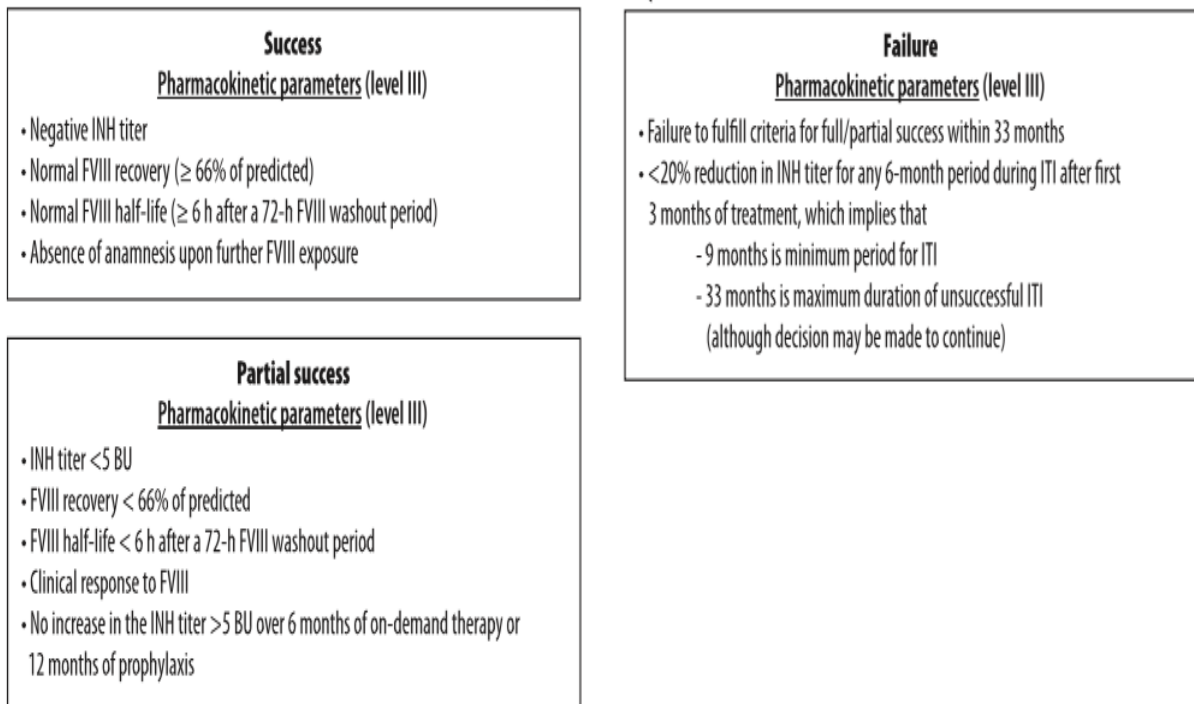 Success
Pharmacokinetic parameters (level III)
• Negative INH titer
• Normal FVIII recovery (≥ 66% of predicted)
• Normal FVIII half-life (≥ 6 h after a 72-h FVIII washout period)
• Absence of anamnesis upon further FVIII exposure
Partial success
Pharmacokinetic parameters (level III)
• INH titer <5 BU
• FVIII recovery < 66% of predicted
• FVIII half-life < 6 h after a 72-h FVIII washout period
• Clinical response to FVIII
• No increase in the INH titer >5 BU over 6 months of on-demand therapy or
12 months of prophylaxis
Failure
Pharmacokinetic parameters (level III)
• Failure to fulfill criteria for full/partial success within 33 months
• <20% reduction in INH titer for any 6-month period during ITI after first
3 months of treatment, which implies that
- 9 months is minimum period for ITI
- 33 months is maximum duration of unsuccessful ITI
(although decision may be made to continue)